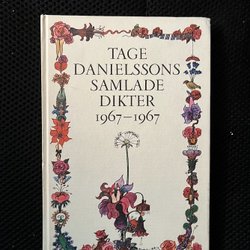 TAGE
DANIELSSONS
SAMLADE
DIKTER
1967–1967